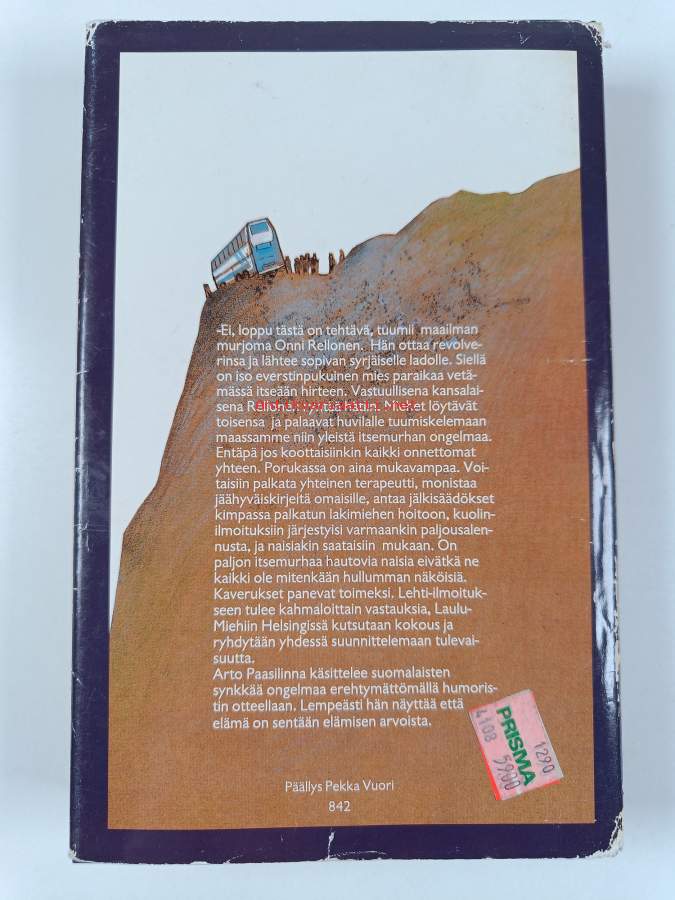 -Ei, loppu tästä on tehtävä, tuumii maailman
murjoma Onni Rellonen. Hän ottaa revolve-
rinsa ja lähtee sopivan syrjäiselle ladolle. Siellä
on iso everstinpukuinen mies paraikaa vetä-
mässä itseään hirteen. Vastuullisena kansalai-
sena Rellonen ryntää hätiin. Miehet löytävät
toisensa ja palaavat huvilalle tuumiskelemaan
maassamme niin yleistä itsemurhan ongelmaa.
Entäpä jos koottaisiinkin kaikki onnettomat
yhteen. Porukassa on aina mukavampaa. Voi-
taisiin palkata yhteinen terapeutti, monistaa
jäähyväiskirjeitä omaisille, antaa jälkisäädökset
kimpassa palkatun lakimiehen hoitoon, kuolin-
ilmoituksiin järjestyisi varmaankin paljousalen-
nusta, ja naisiakin saataisiin mukaan. On
paljon itsemurhaa hautovia naisia eivätkä ne
kaikki ole mitenkään hullumman näköisiä.
Kaverukset panevat toimeksi. Lehti-ilmoituk-
seen tulee kahmaloittain vastauksia, Laulu-
Miehiin Helsingissä kutsutaan kokous ja
ryhdytään yhdessä suunnittelemaan tulevai-
suutta.
Arto Paasilinna käsittelee suomalaisten
synkkää ongelmaa erehtymättömällä humoris-
tin otteellaan. Lempeästi hän näyttää että
elämä on sentään elämisen arvoista.
PRISMA
1290
4108
5900
Päällys Pekka Vuori
842